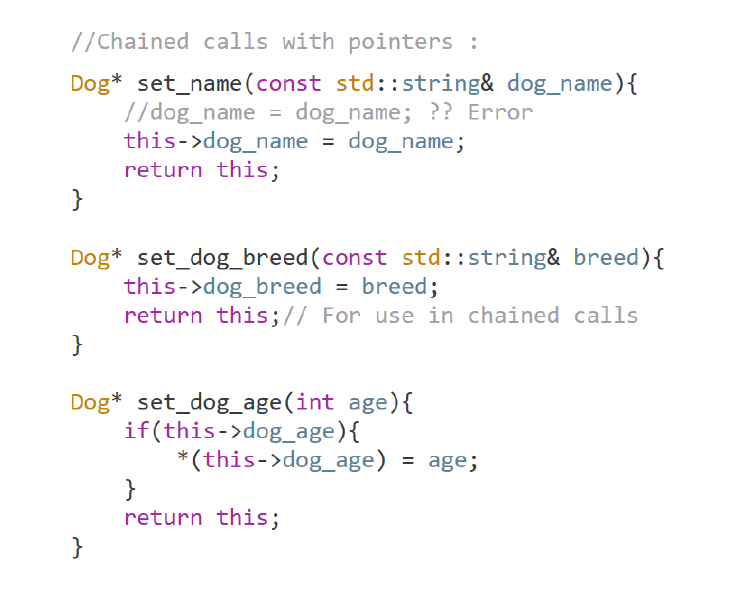 //Chained calls with pointers :
Dog* set_name(const std::string& dog_name){
    //dog_name = dog_name; ?? Error
    this->dog_name = dog_name;
    return this;
}
Dog* set_dog_breed(const std::string& breed){
    this->dog_breed = breed;
    return this;// For use in chained calls
}
Dog* set_dog_age(int age){
    if(this->dog_age){
        *(this->dog_age) = age;
    }
    return this;
}